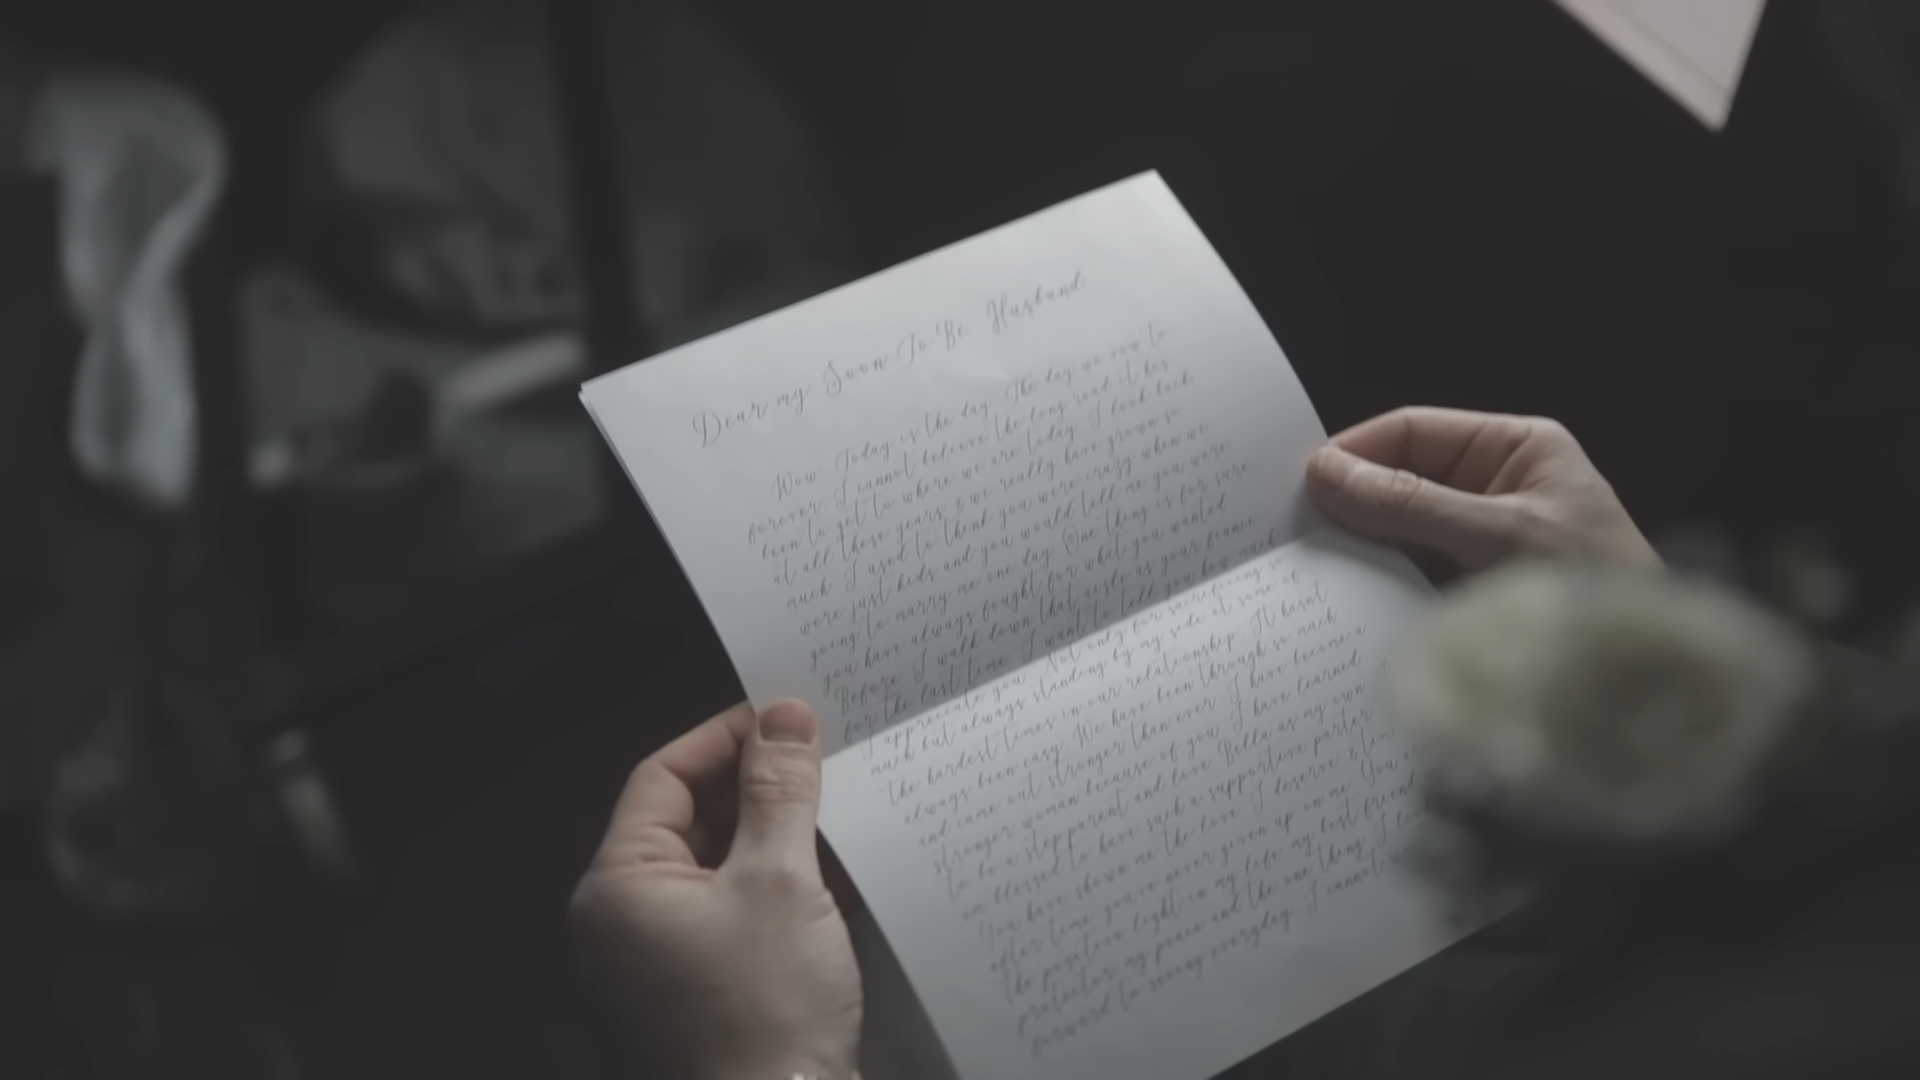 Dear my Soon To Be Husband
Wow. Today is the day. The day we vow to
forever. I cannot believe the long road it has
been to get to where we are today. I look back
at all these years & we really have grown so
much. I used to think you were crazy when we
were just kids and you would tell me you were
going to marry me one day. One thing is for sure
you have always fought for what you wanted.
Before I walk down that aisle as your fiance
for the last time, I want to tell you how much
I appreciate you. Not only for sacrificing so
much but always standing by my side at some of
the hardest times in our relationship. It hasnt
always been easy. We have been through so much
and came out stronger than ever. I have become a
stronger woman because of you. I have learned
to be a step parent and love Bella as my own
am blessed to have such a supportive parter
You have shown me the love I deserve & time
after time you've never given up on me. You
the positive light in my life my best friend
protector my peace and the one thing I
forward to seeing everyday. I cannot